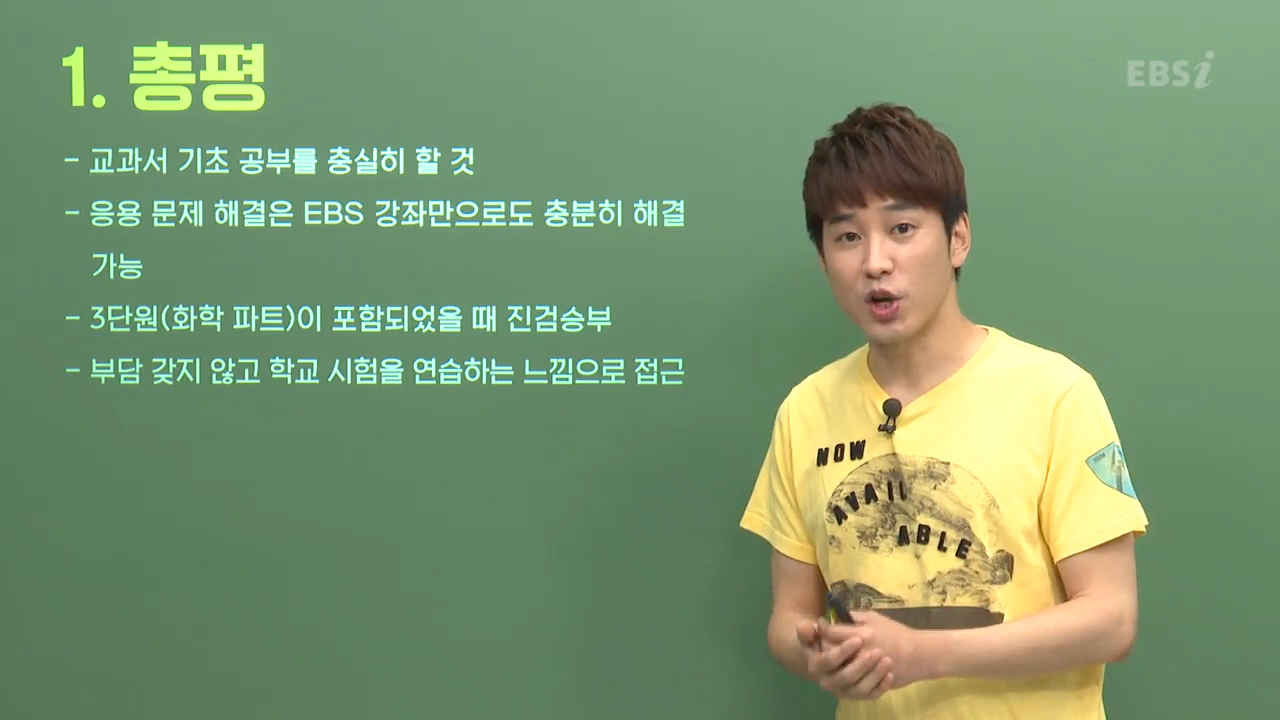 1. 총평
EBSi
- 교과서 기초 공부를 충실히 할 것
- 응용 문제 해결은 EBS 강좌만으로도 충분히 해결
가능
- 3단원(화학 파트)이 포함되었을 때 진검승부
- 부담 갖지 않고 학교 시험을 연습하는 느낌으로 접근
NOW
AVAIL
ABLE